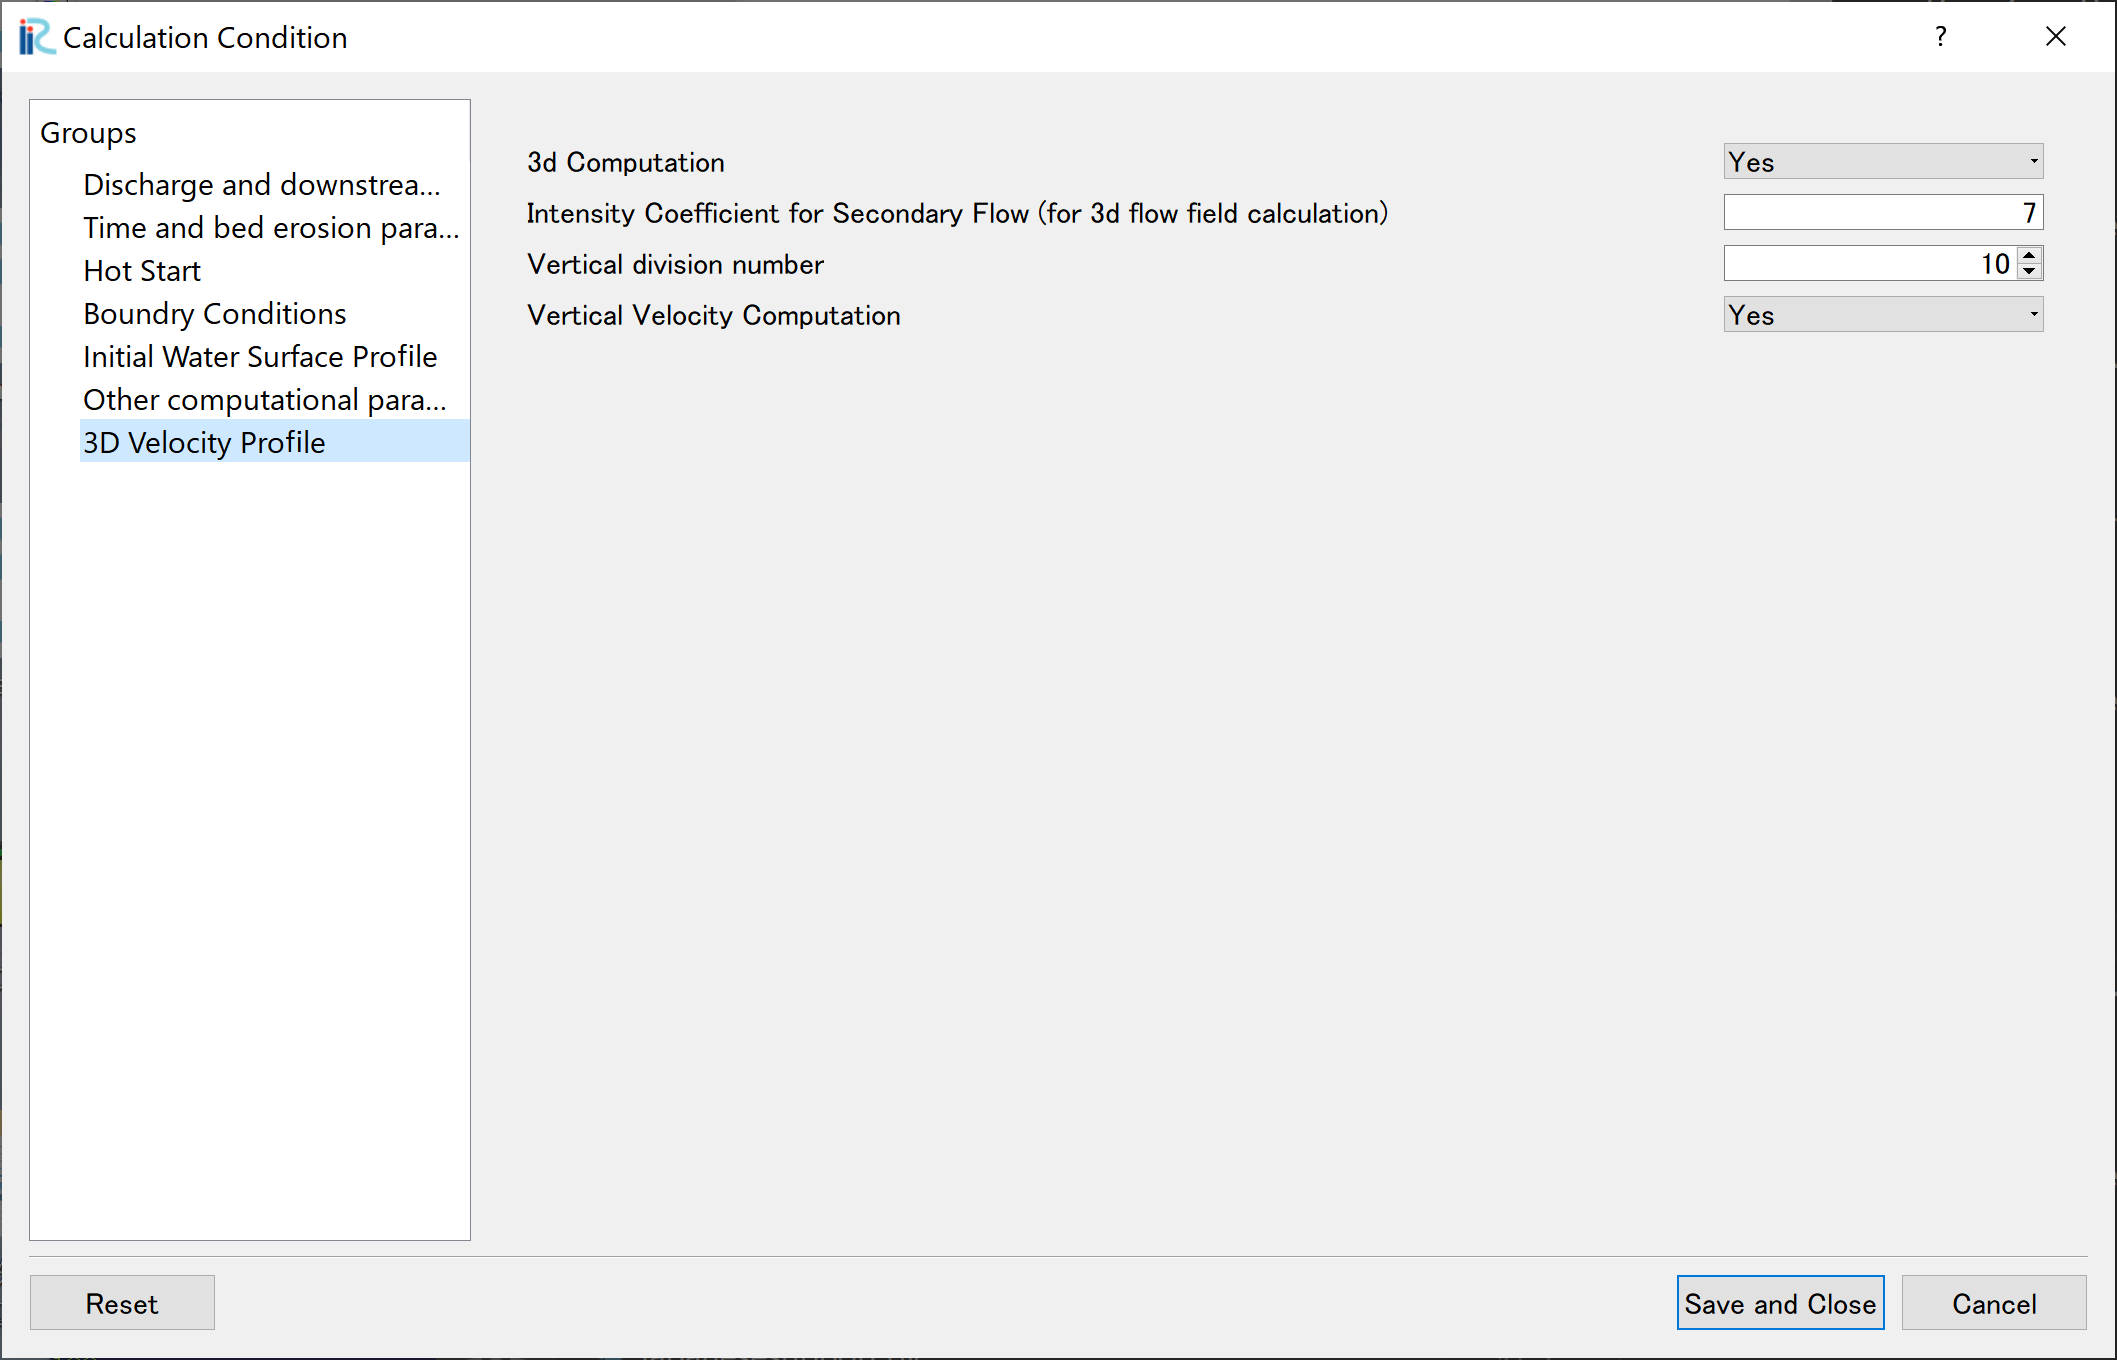 Calculation Condition
?
Groups
Discharge and downstrea...
Time and bed erosion para...
Hot Start
Boundry Conditions
Initial Water Surface Profile
Other computational para...
3D Velocity Profile
3d Computation Yes
Intensity Coefficient for Secondary Flow (for 3d flow field calculation) 7
Vertical division number 10
Vertical Velocity Computation Yes
Reset Save and Close Cancel